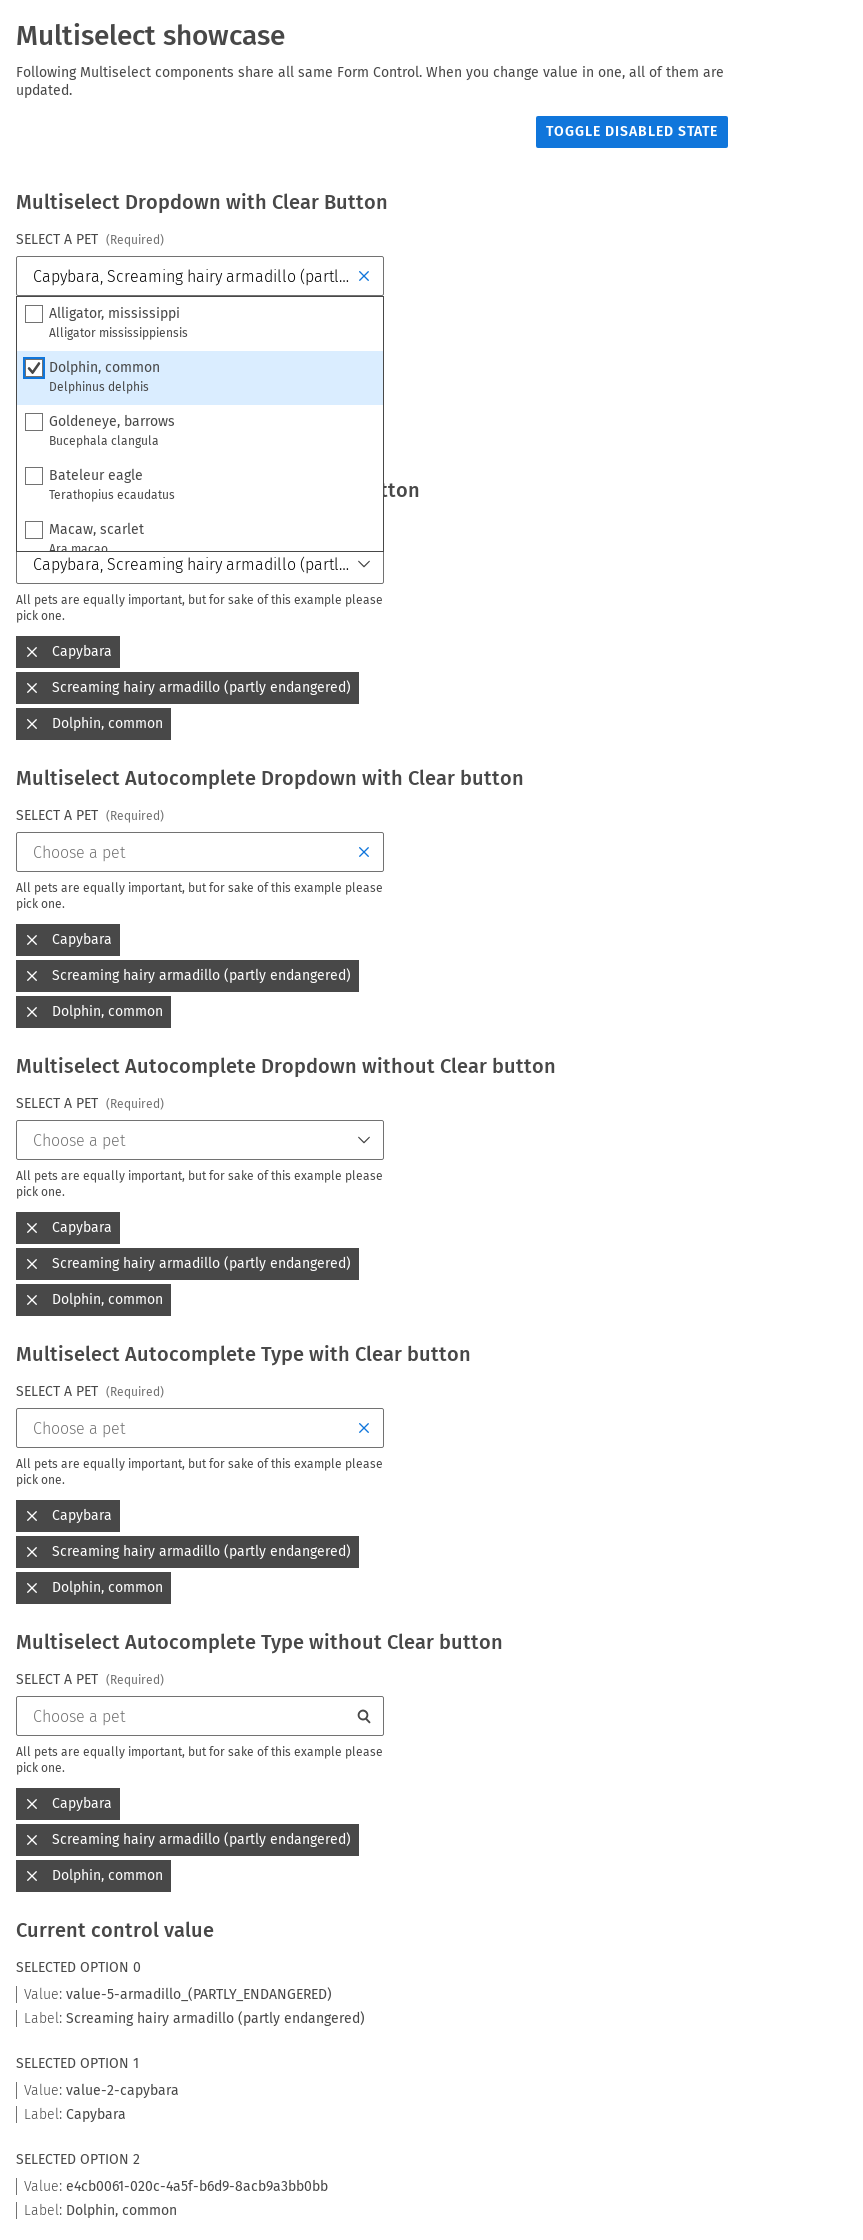 Multiselect showcase
Following Multiselect components share all same Form Control. When you change value in one, all of them are
updated.
TOGGLE DISABLED STATE
Multiselect Dropdown with Clear Button
SELECT A PET (Required)
Capybara, Screaming hairy armadillo (partl...
Alligator, mississippi
Alligator mississippiensis
Dolphin, common
Delphinus delphis
Goldeneye, barrows
Bucephala clangula
Bateleur eagle
Terathopius ecaudatus
tton
Macaw, scarlet
Ara macao
Capybara, Screaming hairy armadillo (partl...
All pets are equally important, but for sake of this example please
pick one.
Capybara
Screaming hairy armadillo (partly endangered)
Dolphin, common
Multiselect Autocomplete Dropdown with Clear button
SELECT A PET (Required)
Choose a pet
All pets are equally important, but for sake of this example please
pick one.
Capybara
Screaming hairy armadillo (partly endangered)
Dolphin, common
Multiselect Autocomplete Dropdown without Clear button
SELECT A PET (Required)
Choose a pet
All pets are equally important, but for sake of this example please
pick one.
Capybara
Screaming hairy armadillo (partly endangered)
Dolphin, common
Multiselect Autocomplete Type with Clear button
SELECT A PET (Required)
Choose a pet
All pets are equally important, but for sake of this example please
pick one.
Capybara
Screaming hairy armadillo (partly endangered)
Dolphin, common
Multiselect Autocomplete Type without Clear button
SELECT A PET (Required)
Choose a pet
All pets are equally important, but for sake of this example please
pick one.
Capybara
Screaming hairy armadillo (partly endangered)
Dolphin, common
Current control value
SELECTED OPTION 0
Value: value-5-armadillo_(PARTLY_ENDANGERED)
Label: Screaming hairy armadillo (partly endangered)
SELECTED OPTION 1
Value: value-2-capybara
Label: Capybara
SELECTED OPTION 2
Value: e4cb0061-020c-4a5f-b6d9-8acb9a3bb0bb
Label: Dolphin, common